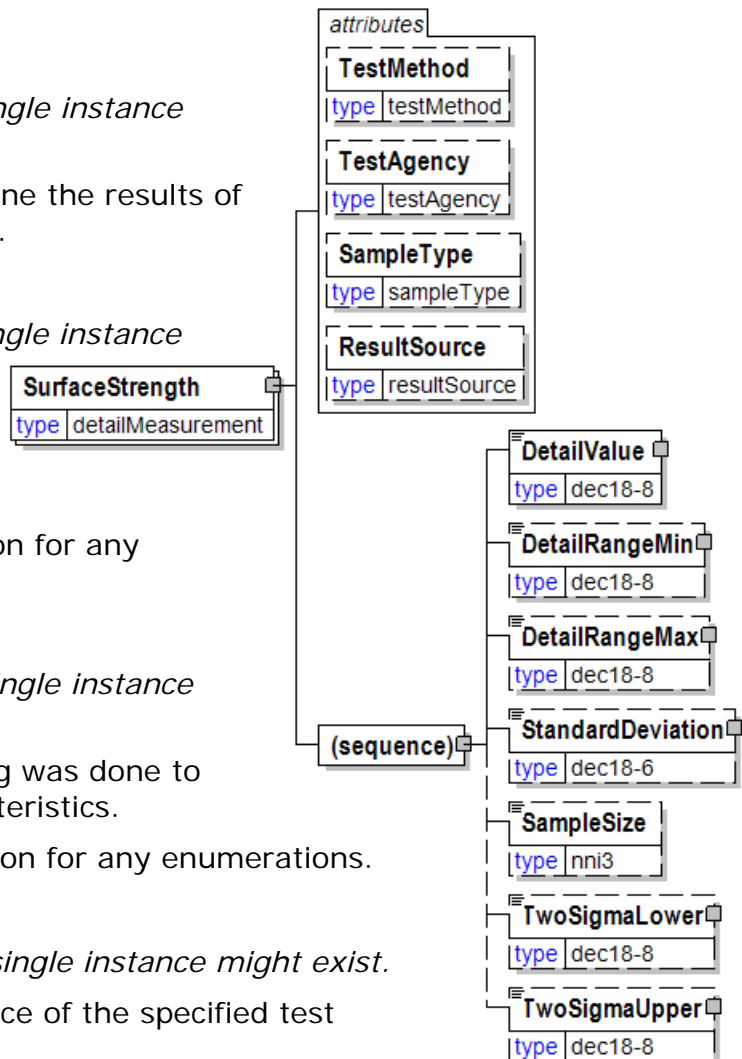 ngle instance
ne the results of
.
ngle instance
on for any
ngle instance
g was done to
teristics.
on for any enumerations.
single instance might exist.
ce of the specified test
SurfaceStrength
type detailMeasurement
attributes
TestMethod
type testMethod
TestAgency
type testAgency
SampleType
type sampleType
ResultSource
type resultSource
(sequence)
DetailValue
type dec18-8
DetailRangeMin
type dec18-8
DetailRangeMax
type dec18-8
StandardDeviation
type dec18-6
SampleSize
type nni3
TwoSigmaLower
type dec18-8
TwoSigmaUpper
type dec18-8